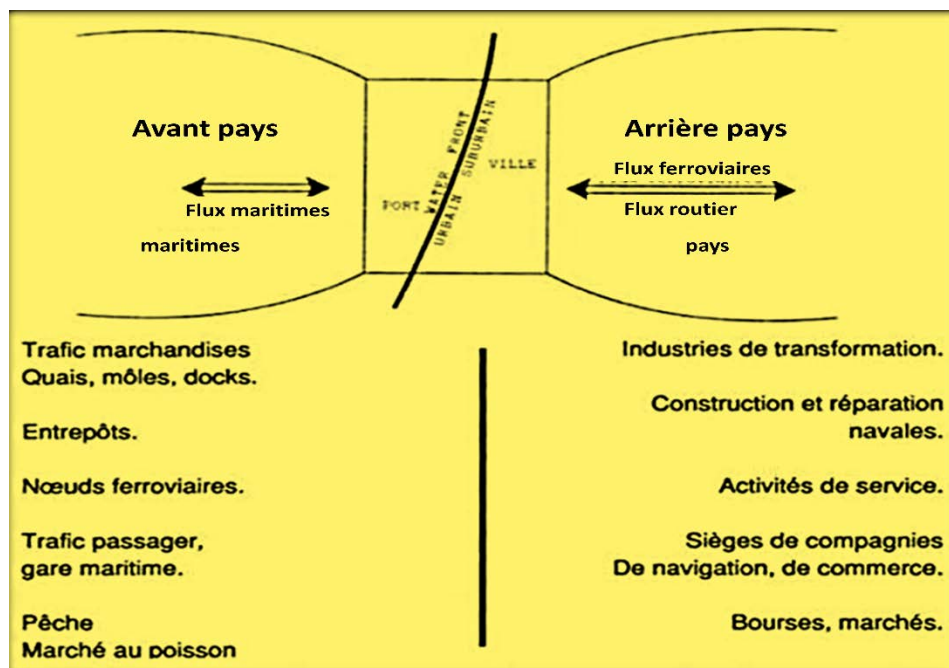 Avant pays
Flux maritimes
maritimes
PORT
WATER FRONT
URBAIN SUBURBAIN
VILLE
Arrière pays
Flux ferroviaires
Flux routier
pays
Trafic marchandises
Quais, môles, docks.
Entrepôts.
Nœuds ferroviaires.
Trafic passager,
gare maritime.
Pêche
Marché au poisson
Industries de transformation.
Construction et réparation
navales.
Activités de service.
Sièges de compagnies
De navigation, de commerce.
Bourses, marchés.